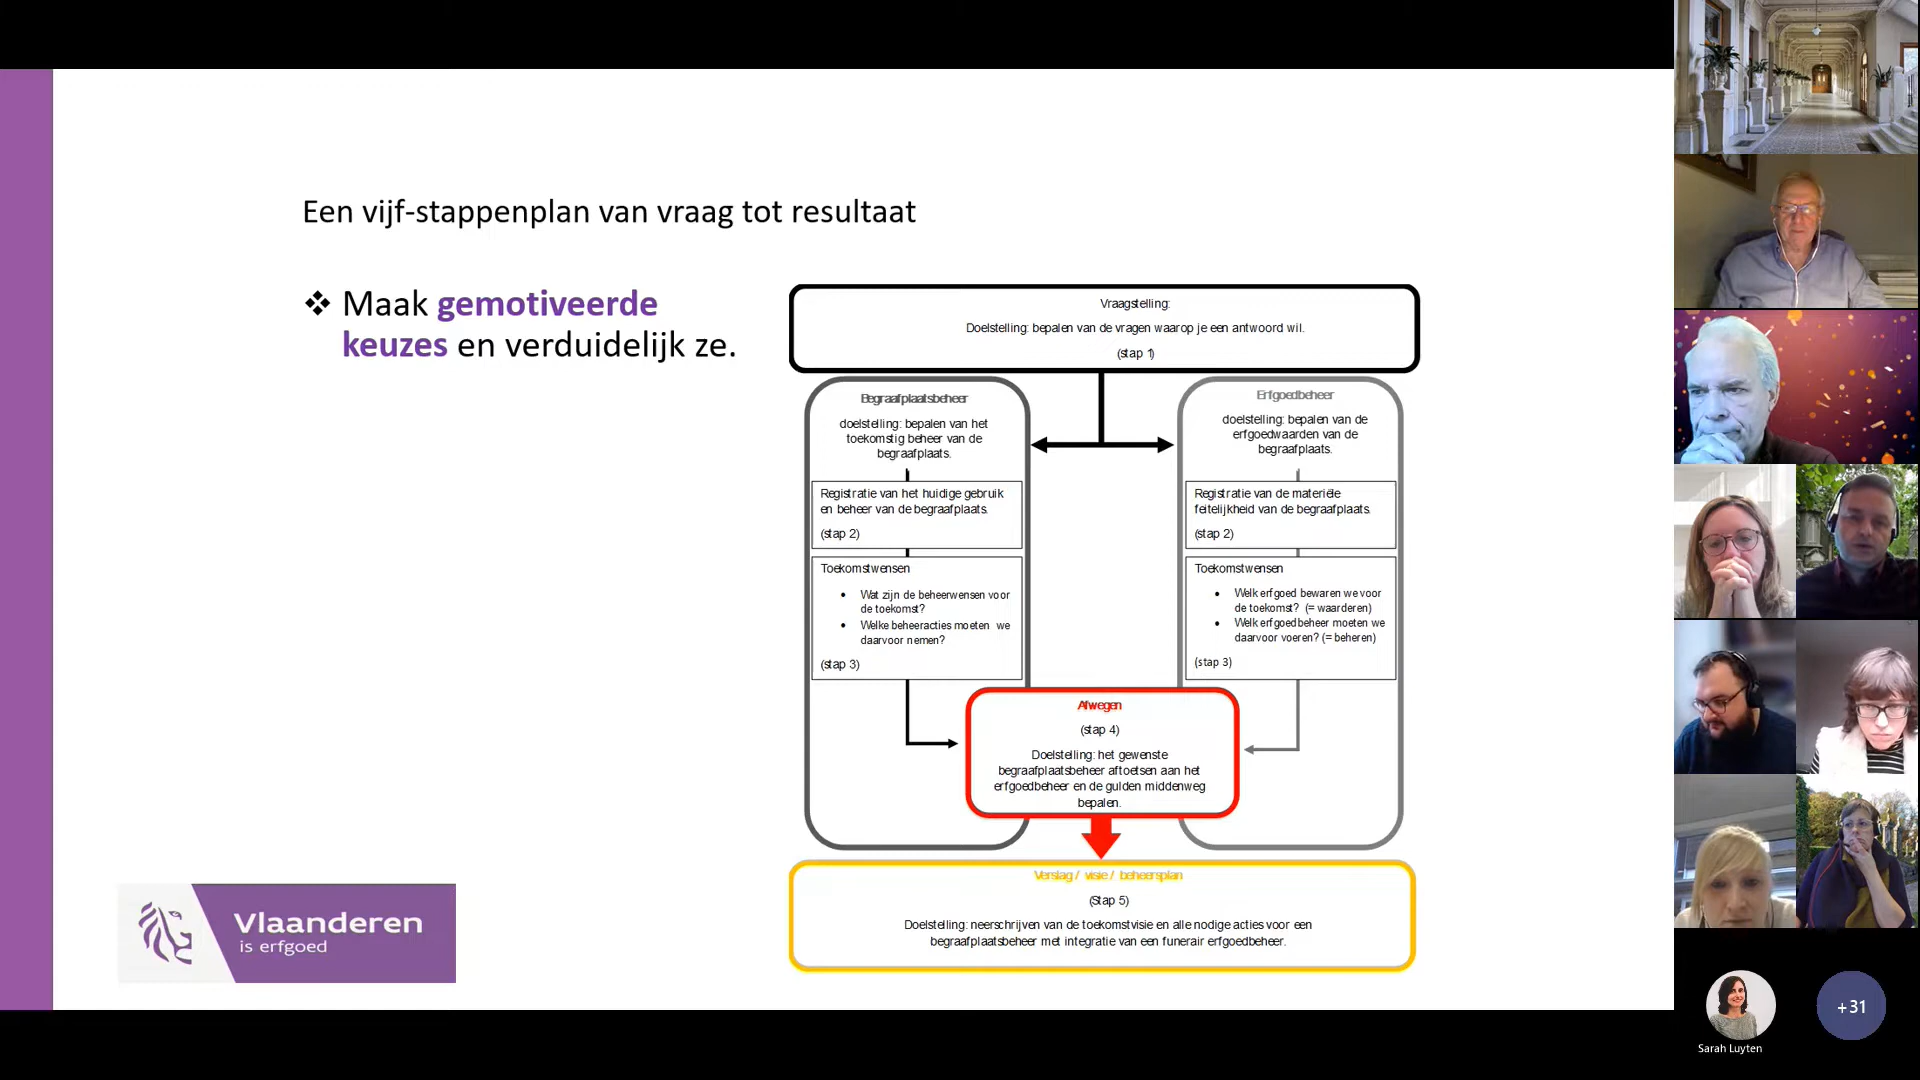 Een vijf-stappenplan van vraag tot resultaat
❖ Maak gemotiveerde
keuzes en verduidelijk ze.
Vraagstelling:
Doelstelling: bepalen van de vragen waarop je een antwoord wil.
(stap 1)
Begraafplaatsbeheer
doelstelling: bepalen van het
toekomstig beheer van de
begraafplaats.
Registratie van het huidige gebruik
en beheer van de begraafplaats.
(stap 2)
Toekomstwensen
• Wat zijn de beheerwensen voor
de toekomst?
• Welke beheeracties moeten we
daarvoor nemen?
(stap 3)
Erfgoedbeheer
doelstelling: bepalen van de
erfgoedwaarden van de
begraafplaats.
Registratie van de materiële
feitelijkheid van de begraafplaats.
(stap 2)
Toekomstwensen
• Welk erfgoed bewaren we voor
de toekomst? (= waarderen)
• Welk erfgoedbeheer moeten we
daarvoor voeren? (= beheren)
(stap 3)
Afwegen
(stap 4)
Doelstelling: het gewenste
begraafplaatsbeheer aftoetsen aan het
erfgoedbeheer en de gulden middenweg
bepalen.
Verslag / visie / beheersplan
(Stap 5)
Doelstelling: neerschrijven van de toekomstvisie en alle nodige acties voor een
begraafplaatsbeheer met integratie van een funerair erfgoedbeheer.
Vlaanderen
is erfgoed
+31
Sarah Luyten